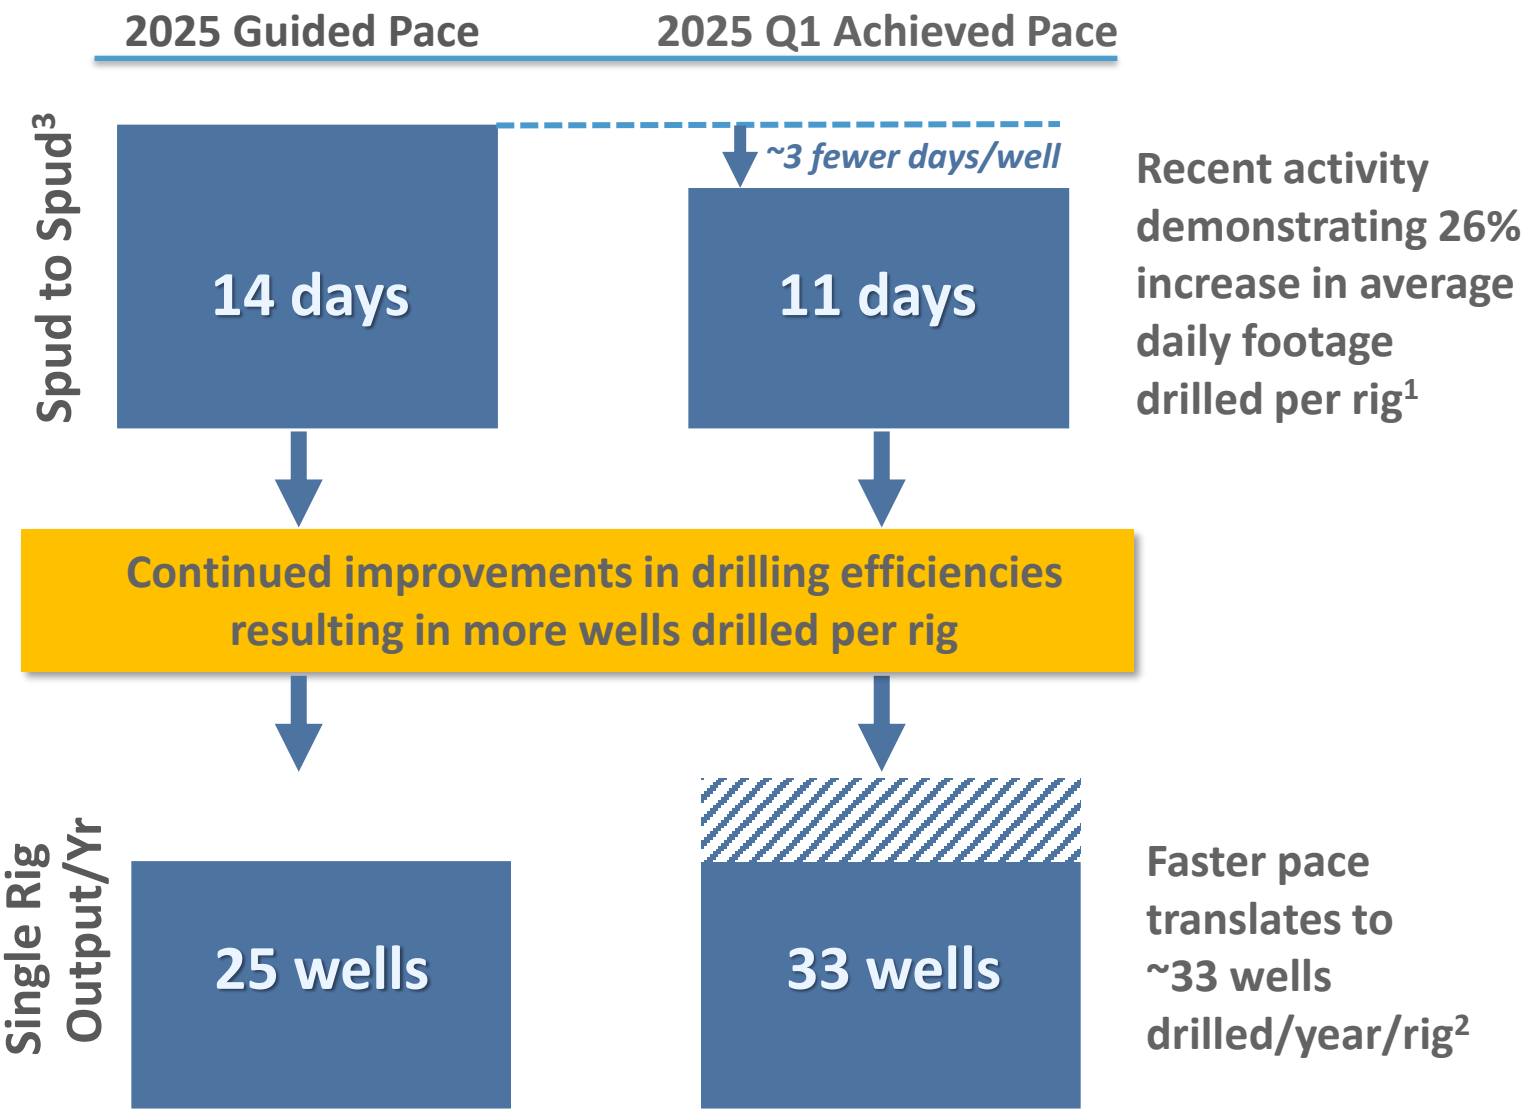 2025 Guided Pace
2025 Q1 Achieved Pace
Spud to Spud³
14 days
~3 fewer days/well
11 days
Recent activity
demonstrating 26%
increase in average
daily footage
drilled per rig¹
Continued improvements in drilling efficiencies
resulting in more wells drilled per rig
Single Rig
Output/Yr
25 wells
33 wells
Faster pace
translates to
~33 wells
drilled/year/rig²